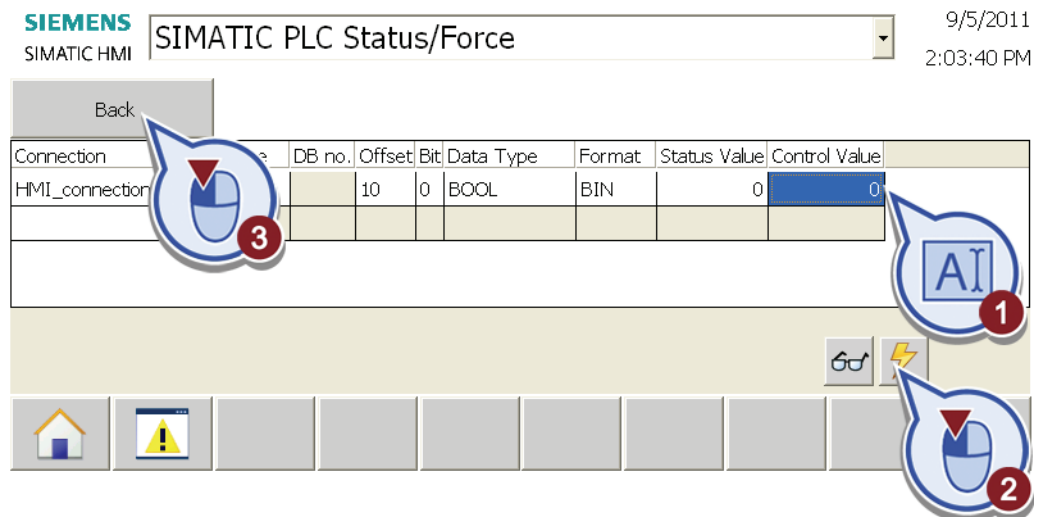 SIEMENS
SIMATIC HMI
SIMATIC PLC Status/Force
9/5/2011
2:03:40 PM
Back
Connection DB no. Offset Bit Data Type Format Status Value Control Value
HMI_connection 10 0 BOOL BIN 0 0
3
A
1
2